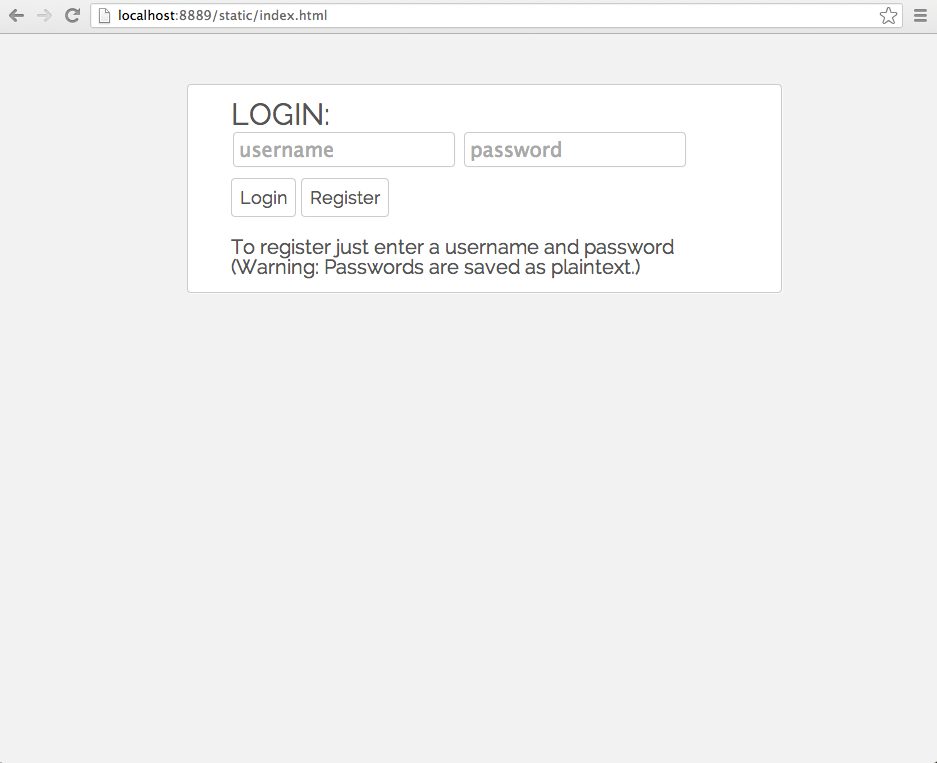 localhost:8889/static/index.html
LOGIN:
username password
Login Register
To register just enter a username and password
(Warning: Passwords are saved as plaintext.)